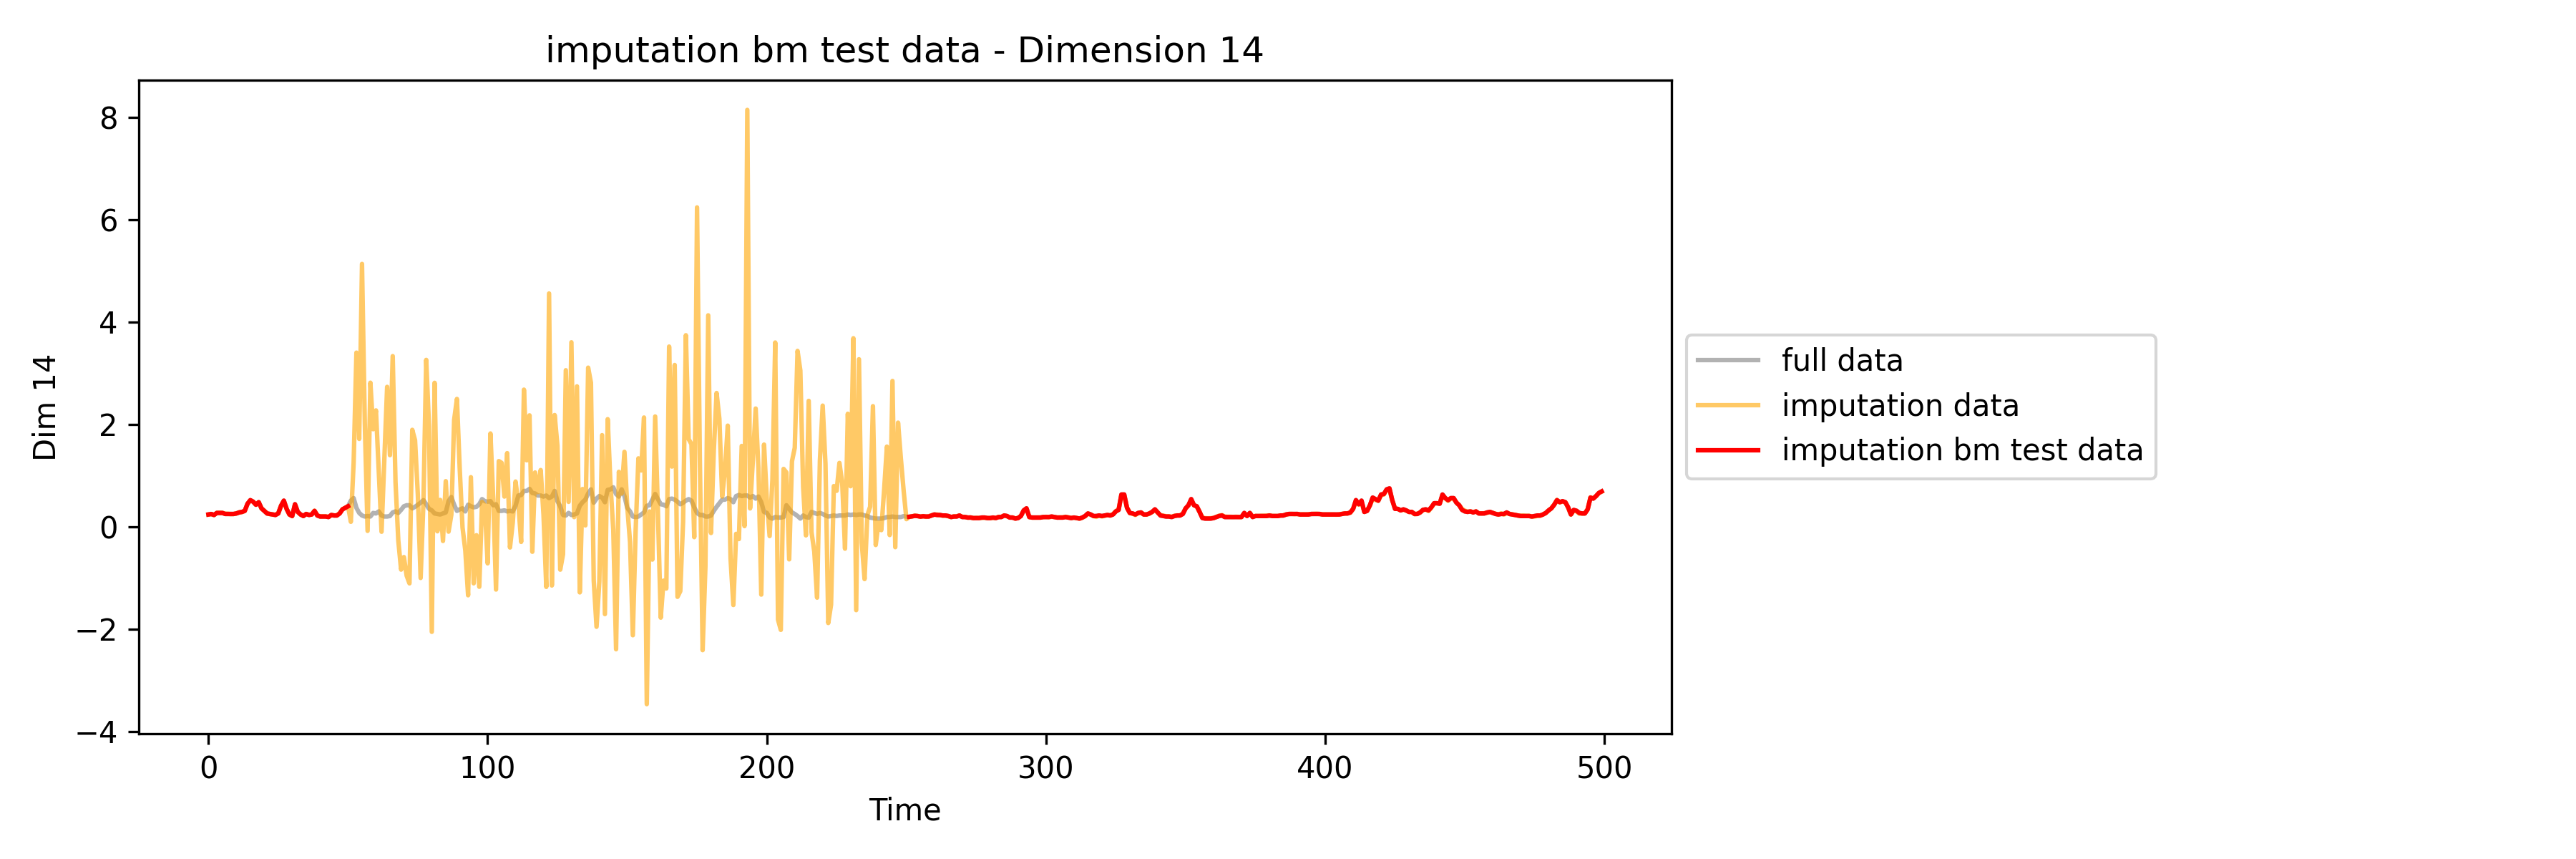 imputation bm test data - Dimension 14
8
6
4
2
0
−2
−4
Dim 14
0 100 200 300 400 500
Time
full data
imputation data
imputation bm test data